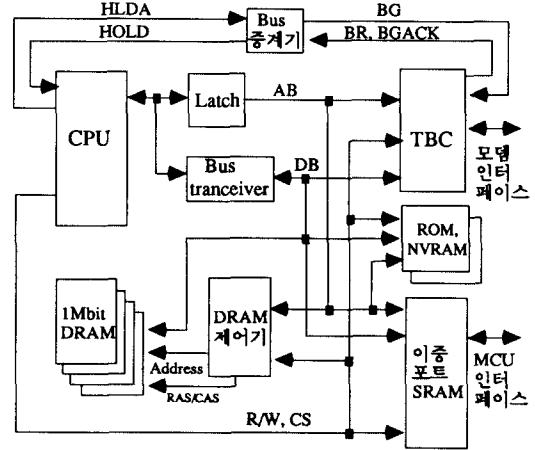 HLDA
HOLD
Bus
중계기
BG
BR, BGACK
CPU
Latch
AB
TBC
Bus
tranceiver
DB
모뎀
인터
페이스
ROM,
NVRAM
1Mbit
DRAM
DRAM
제어기
Address
RAS/CAS
이중
포트
SRAM
MCU
인터
페이스
R/W, CS